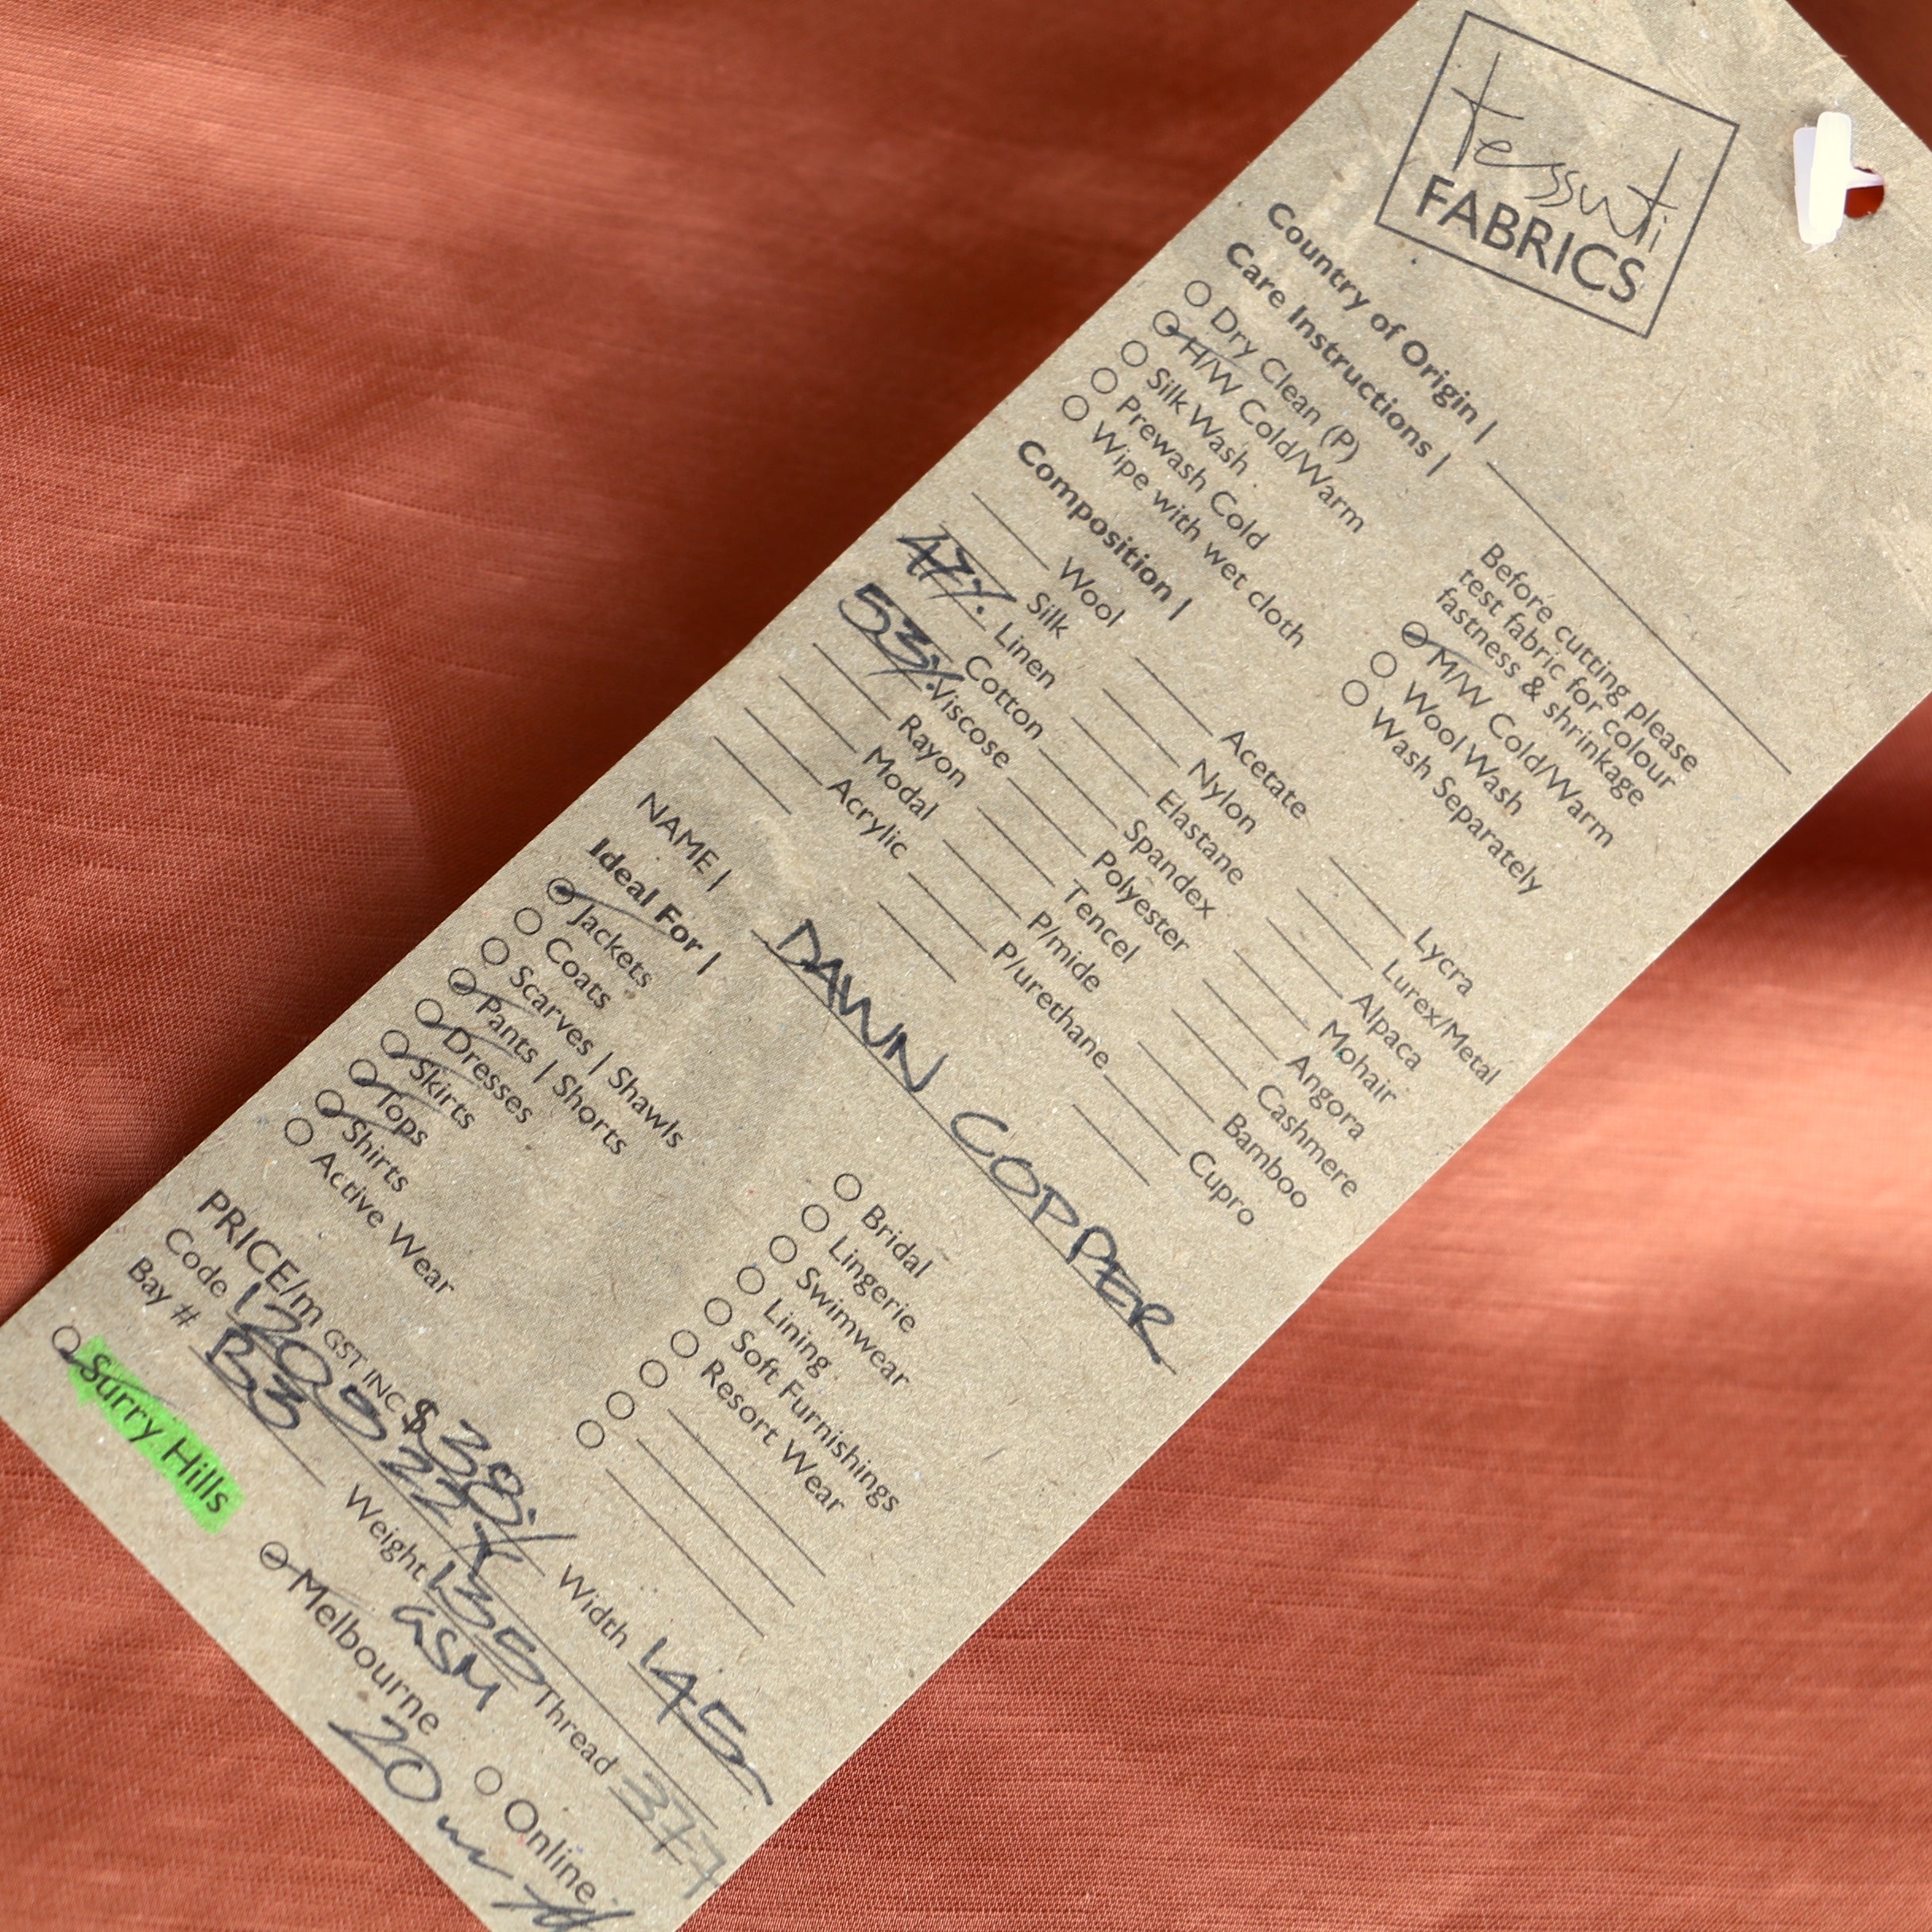 tessuti
FABRICS
Country of Origin |
Care Instructions |
Dry Clean (P)
H/W Cold/Warm
Silk Wash
Prewash Cold
Wipe with wet cloth
Before cutting please
test fabric for colour
fastness & shrinkage
M/W Cold/Warm
Wool Wash
Wash Separately
Composition |
Wool
Silk
47% Linen
Cotton
53% Viscose
Rayon
Modal
Acrylic
Acetate
Nylon
Elastane
Spandex
Polyester
Tencel
P/mide
P/urethane
Lycra
Lurex/Metal
Alpaca
Mohair
Angora
Cashmere
Bamboo
Cupro
NAME | DAWN COPPER
Ideal For |
Jackets
Coats
Scarves | Shawls
Pants | Shorts
Dresses
Skirts
Tops
Shirts
Active Wear
Bridal
Lingerie
Swimwear
Lining
Soft Furnishings
Resort Wear
PRICE/m GST INC $38 Width 145
Code Thread 377
Bay # B3 Weight 135
GSM
Surry Hills Melbourne Online
20